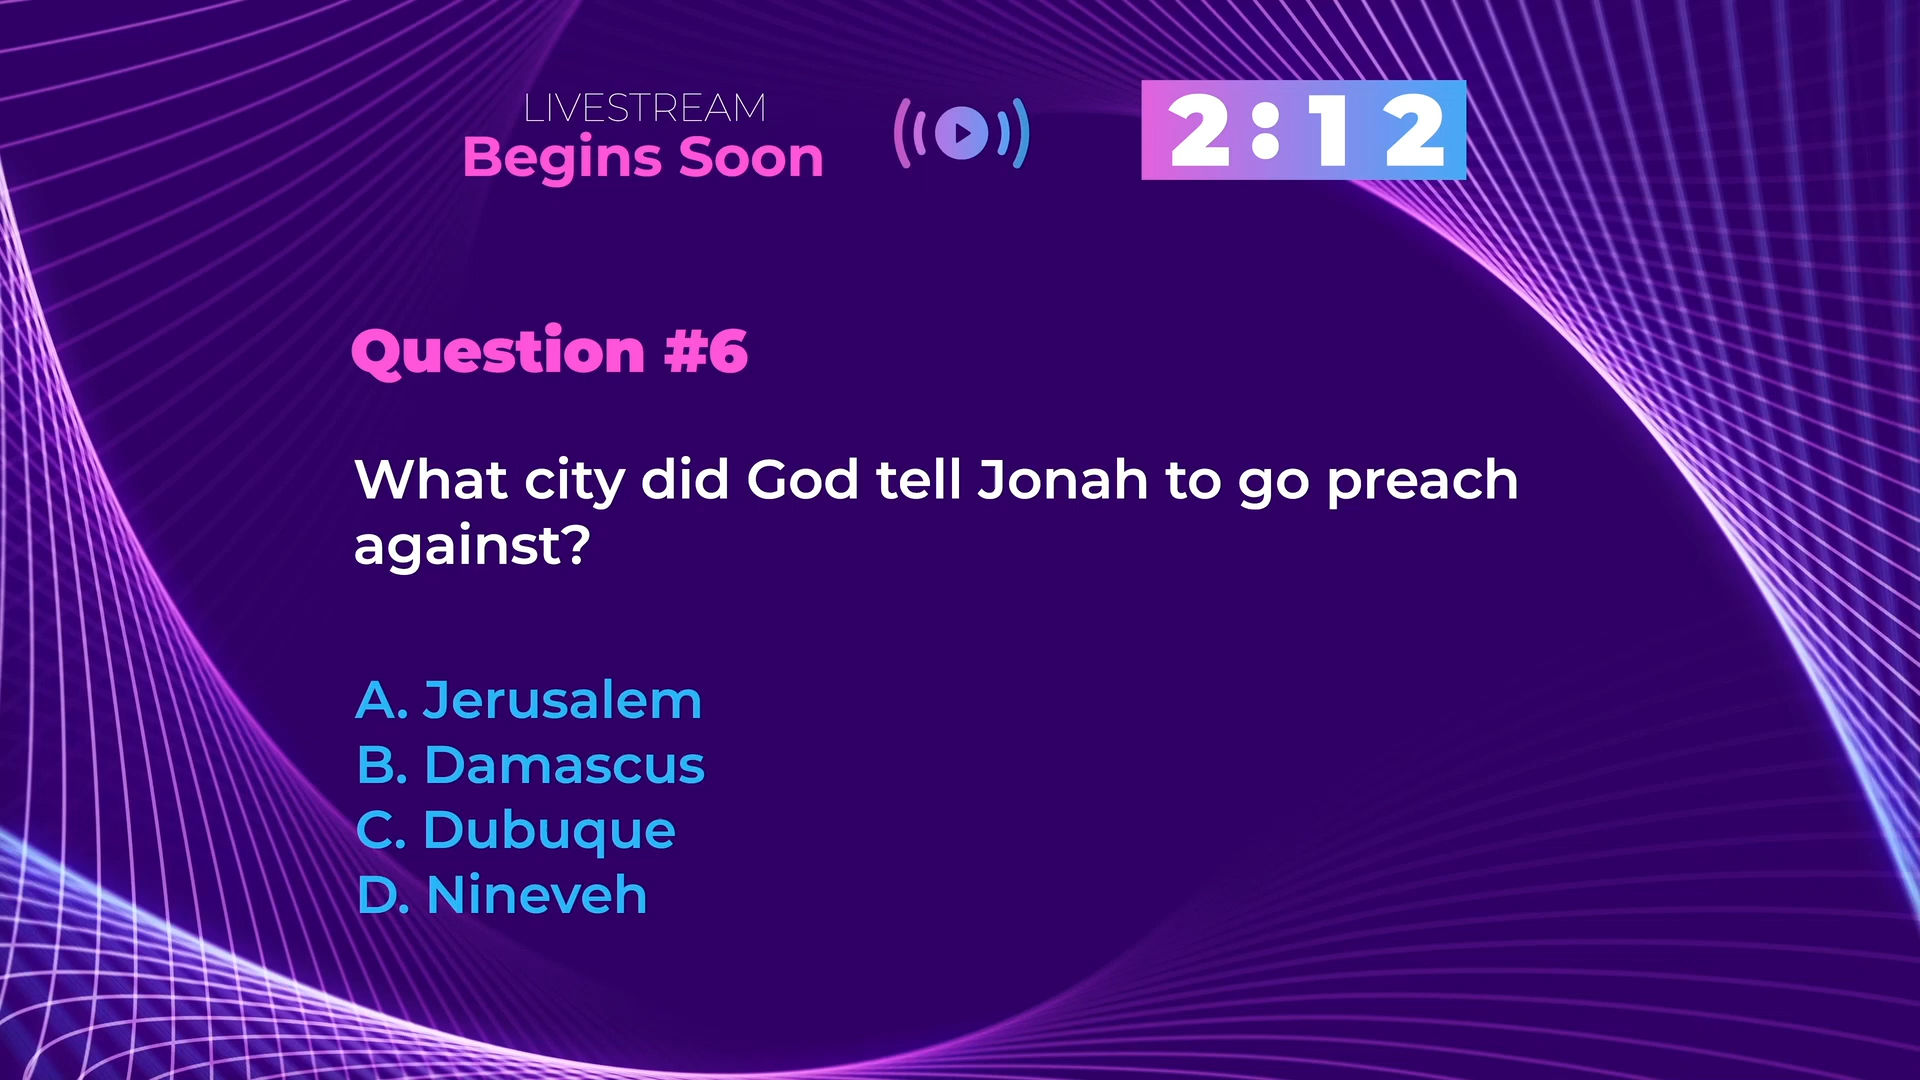 LIVESTREAM
Begins Soon
2:12
Question #6
What city did God tell Jonah to go preach
against?
A. Jerusalem
B. Damascus
C. Dubuque
D. Nineveh